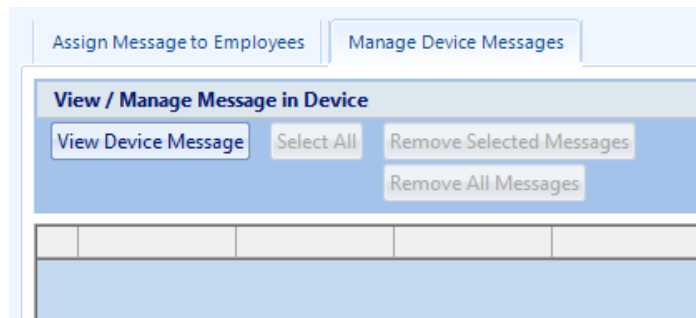 Assign Message to Employees Manage Device Messages
View / Manage Message in Device
View Device Message Select All Remove Selected Messages
Remove All Messages